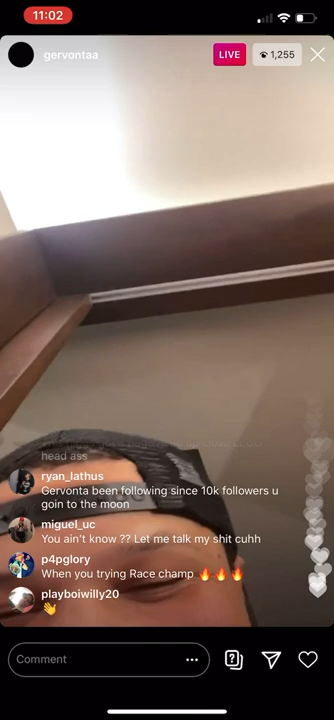 11:02
gervontaa
LIVE
1,255
head ass
ryan_lathus
Gervonta been following since 10k followers u
goin to the moon
miguel_uc
You ain't know ?? Let me talk my shit cuhh
p4pglory
When you trying Race champ 🔥🔥🔥
playboiwilly20
👋
Comment